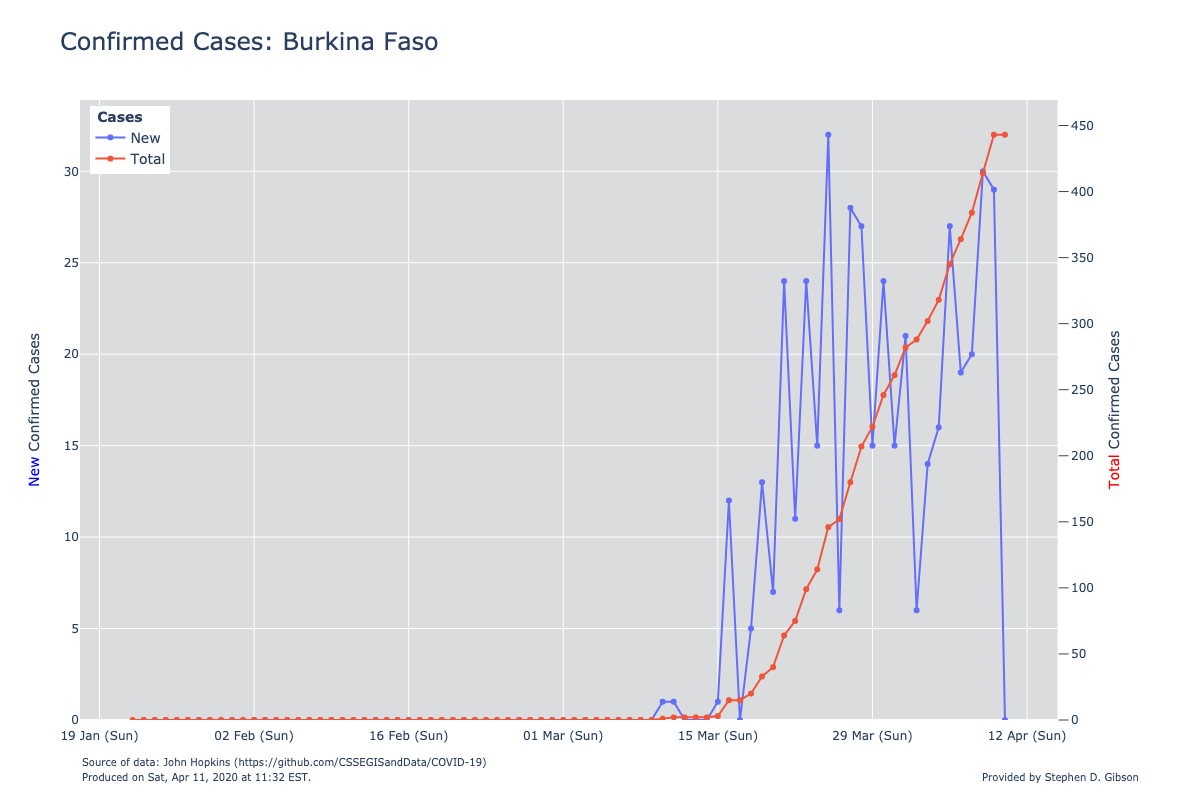 Confirmed Cases: Burkina Faso
Cases
New
Total
30
25
20
15
10
5
0
New Confirmed Cases
450
400
350
300
250
200
150
100
50
0
Total Confirmed Cases
19 Jan (Sun)
02 Feb (Sun)
16 Feb (Sun)
01 Mar (Sun)
15 Mar (Sun)
29 Mar (Sun)
12 Apr (Sun)
Source of data: John Hopkins (https://github.com/CSSEGISandData/COVID-19)
Produced on Sat, Apr 11, 2020 at 11:32 EST.
Provided by Stephen D. Gibson